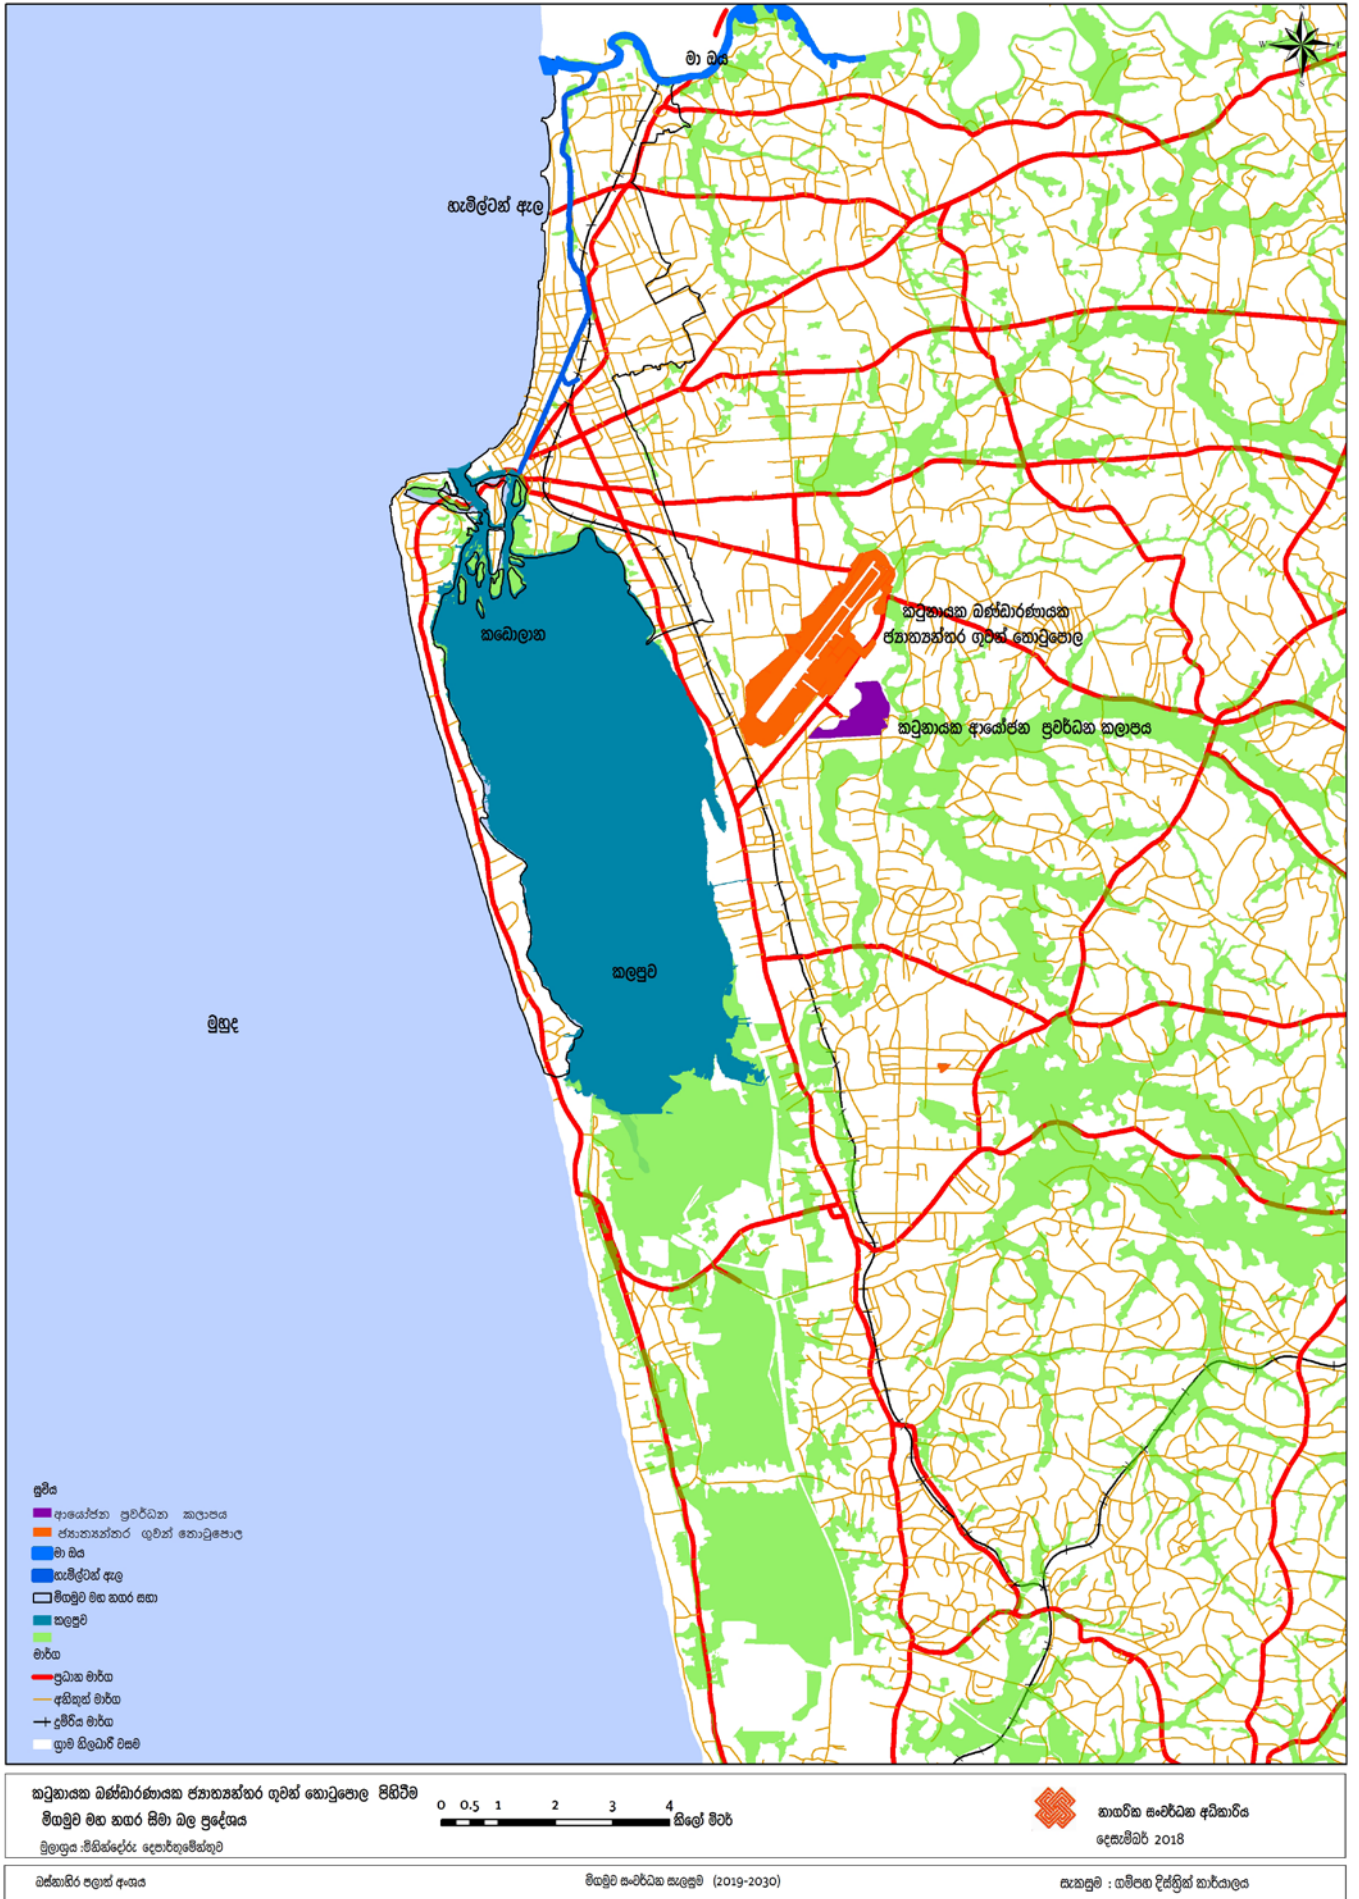 මා ඔය
හැමිල්ටන් ඇල
කඩොලාන
කටුනායක බණ්ඩාරණායක
ජ්‍යාත්‍යන්තර ගුවන් තොටුපොල
කටුනායක ආයෝජන ප්‍රවර්ධන කලාපය
කලපුව
මුහුද
සූචිය
ආයෝජන ප්‍රවර්ධන කලාපය
ජ්‍යාත්‍යන්තර ගුවන් තොටුපොල
මා ඔය
හැමිල්ටන් ඇල
මීගමුව මහ නගර සභා
කලපුව
මාර්ග
ප්‍රධාන මාර්ග
අනිකුත් මාර්ග
දුම්රිය මාර්ග
ග්‍රාම නිලධාරී වසම
කටුනායක බණ්ඩාරණායක ජ්‍යාත්‍යන්තර ගුවන් තොටුපොල පිහිටීම
මීගමුව මහ නගර සීමා බල ප්‍රදේශය
මූලාශ්‍රය :මිනින්දෝරු දෙපාර්තුමේන්තුව
0 0.5 1 2 3 4
කිලෝ මීටර්
නාගරික සංවර්ධන අධිකාරිය
දෙසැම්බර් 2018
බස්නාහිර පලාත් අංශය
මීගමුව සංවර්ධන සැලසුම (2019-2030)
සැකසුම : ගම්පහ දිස්ත්‍රික් කාර්යාලය